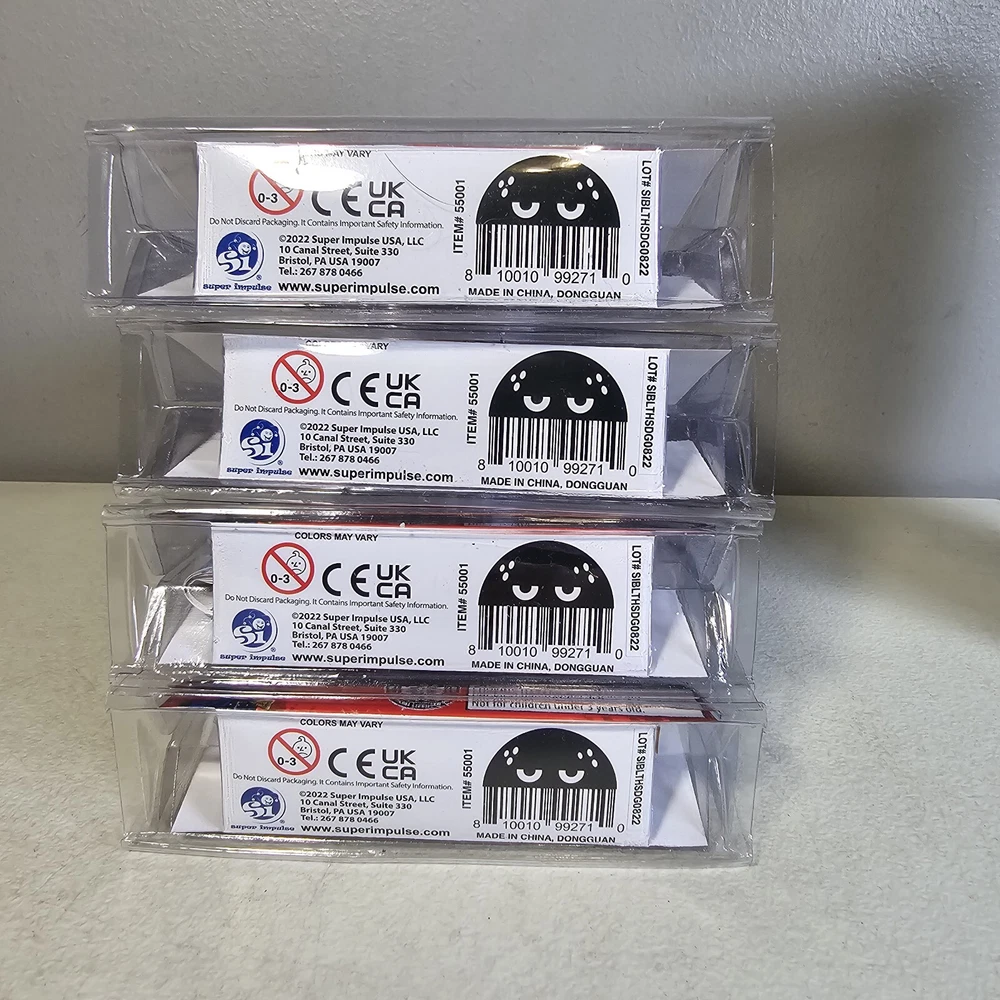 MAY VARY
0-3
CE UK CA
Do Not Discard Packaging. It Contains Important Safety Information.
©2022 Super Impulse USA, LLC
10 Canal Street, Suite 330
Bristol, PA USA 19007
Tel.: 267 878 0466
www.superimpulse.com
Si
super impulse
ITEM# 55001
8 10010 99271 0
MADE IN CHINA, DONGGUAN
LOT# SIBLTHSDG0822
COLORS MAY VARY
0-3
CE UK CA
Do Not Discard Packaging. It Contains Important Safety Information.
©2022 Super Impulse USA, LLC
10 Canal Street, Suite 330
Bristol, PA USA 19007
Tel.: 267 878 0466
www.superimpulse.com
Si
super impulse
ITEM# 55001
8 10010 99271 0
MADE IN CHINA, DONGGUAN
LOT# SIBLTHSDG0822
COLORS MAY VARY
0-3
CE UK CA
Do Not Discard Packaging. It Contains Important Safety Information.
©2022 Super Impulse USA, LLC
10 Canal Street, Suite 330
Bristol, PA USA 19007
Tel.: 267 878 0466
www.superimpulse.com
Si
super impulse
ITEM# 55001
8 10010 99271 0
MADE IN CHINA, DONGGUAN
LOT# SIBLTHSDG0822
Not for children under 3 years old.
COLORS MAY VARY
0-3
CE UK CA
Do Not Discard Packaging. It Contains Important Safety Information.
©2022 Super Impulse USA, LLC
10 Canal Street, Suite 330
Bristol, PA USA 19007
Tel.: 267 878 0466
www.superimpulse.com
Si
super impulse
ITEM# 55001
8 10010 99271 0
MADE IN CHINA, DONGGUAN
LOT# SIBLTHSDG0822